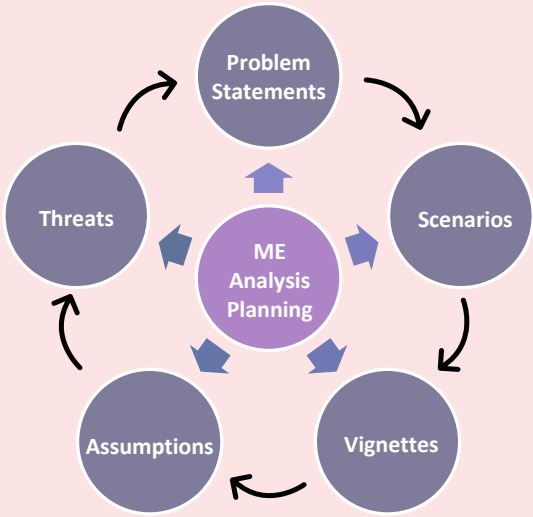 Problem
Statements
Threats
Scenarios
ME
Analysis
Planning
Assumptions
Vignettes